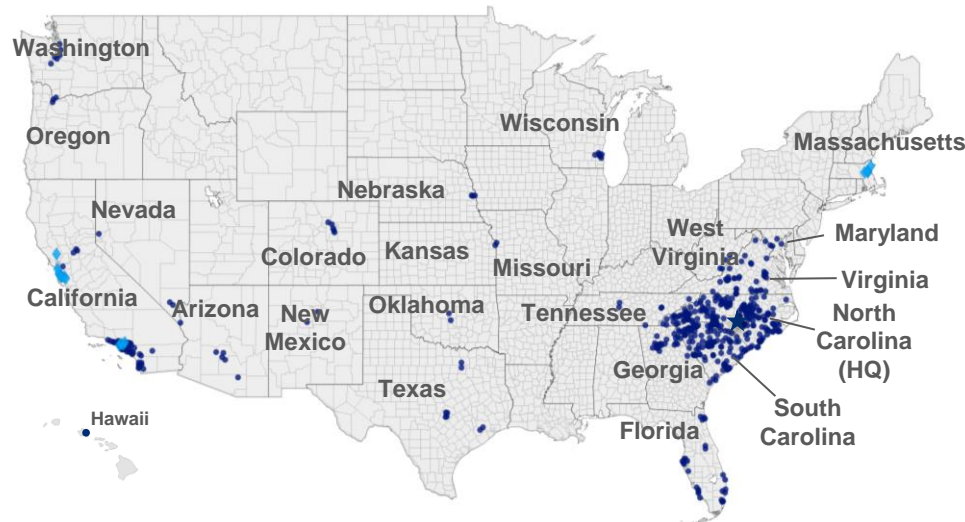 Washington
Oregon
Wisconsin
Massachusetts
Nebraska
Nevada
West
Virginia
Maryland
Colorado
Kansas
Missouri
Virginia
California
Arizona
New
Mexico
Oklahoma
Tennessee
North
Carolina
(HQ)
Georgia
Texas
South
Carolina
Florida
Hawaii